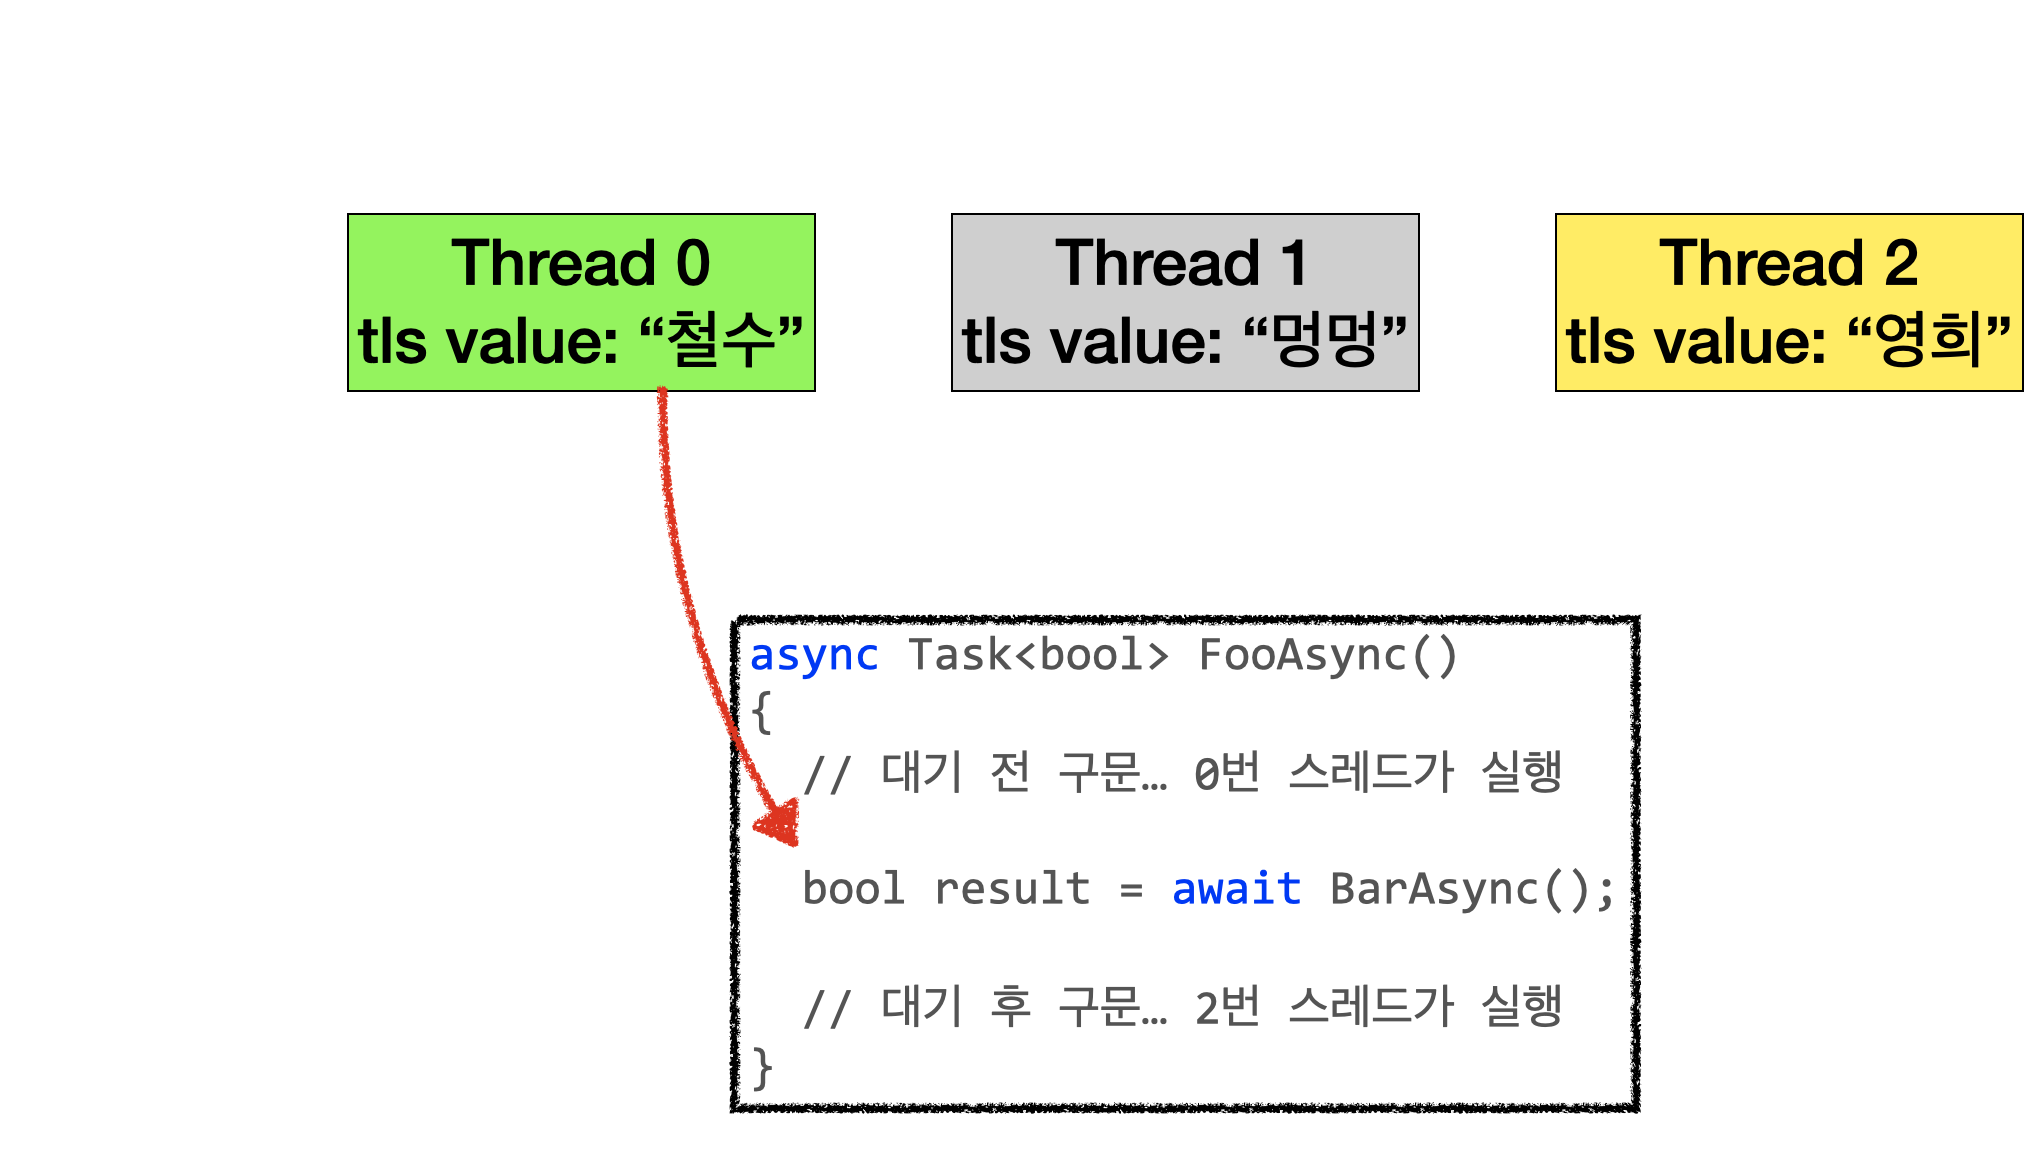 Thread 0
tls value: “철수”
Thread 1
tls value: “멍멍”
Thread 2
tls value: “영희”
async Task<bool> FooAsync()
{
// 대기 전 구문… 0번 스레드가 실행
bool result = await BarAsync();
// 대기 후 구문… 2번 스레드가 실행
}